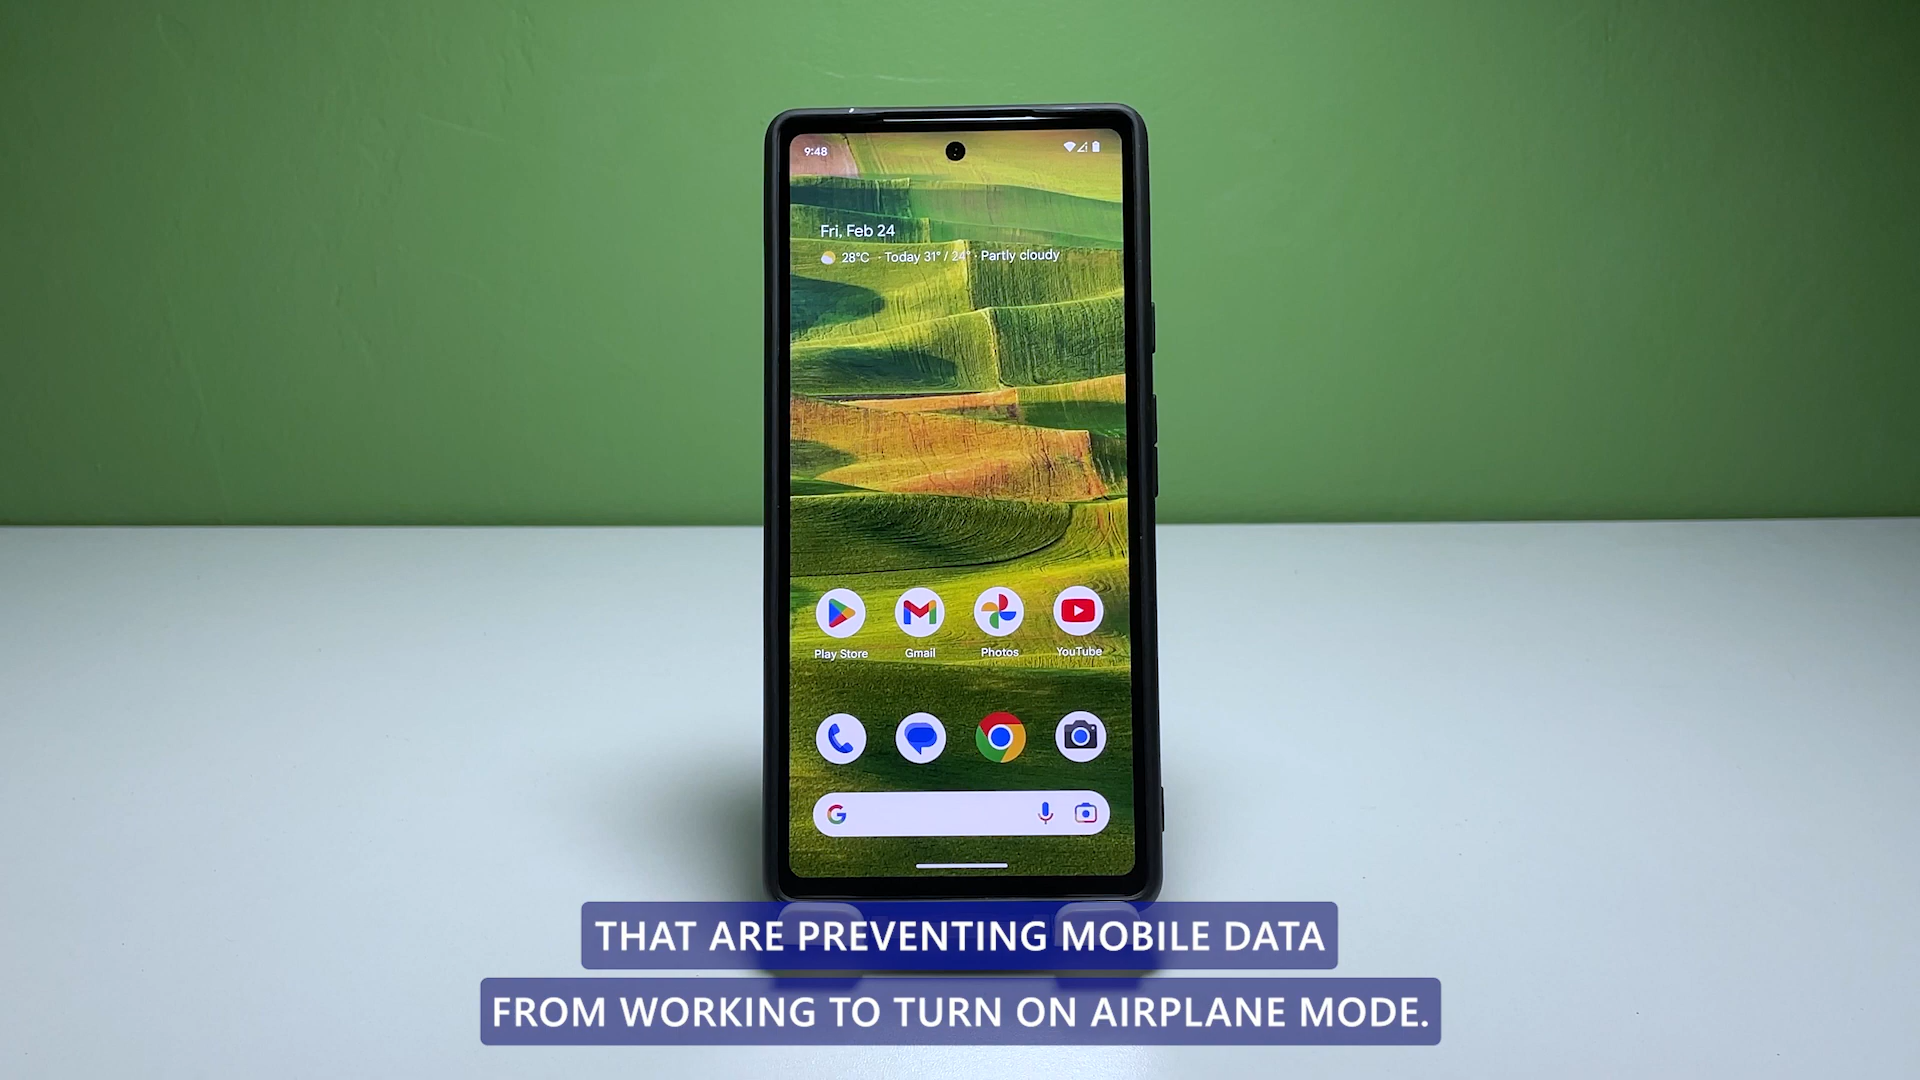 9:48
Fri, Feb 24
28°C · Today 31° / 24° · Partly cloudy
Play Store Gmail Photos YouTube
G
THAT ARE PREVENTING MOBILE DATA
FROM WORKING TO TURN ON AIRPLANE MODE.